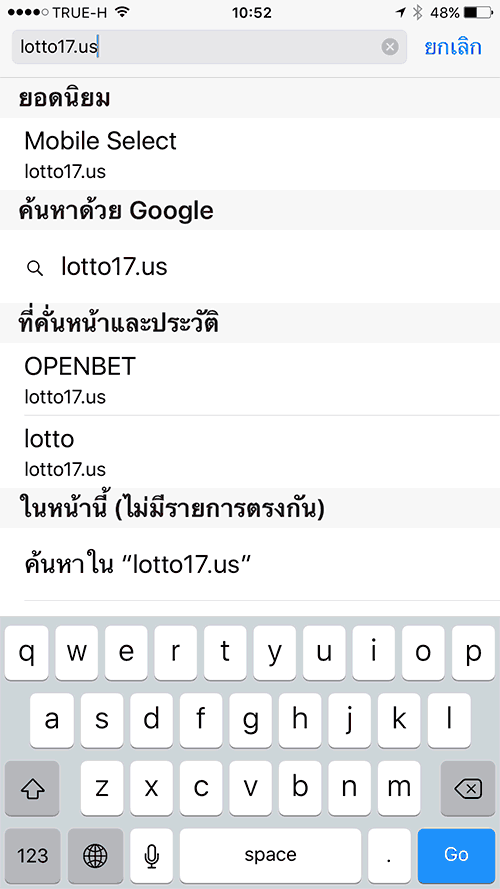 TRUE-H 10:52 48%
lotto17.us ยกเลิก
ยอดนิยม
Mobile Select
lotto17.us
ค้นหาด้วย Google
lotto17.us
ที่คั่นหน้าและประวัติ
OPENBET
lotto17.us
lotto
lotto17.us
ในหน้านี้ (ไม่มีรายการตรงกัน)
ค้นหาใน “lotto17.us”
q w e r t y u i o p
a s d f g h j k l
z x c v b n m
123 space . Go